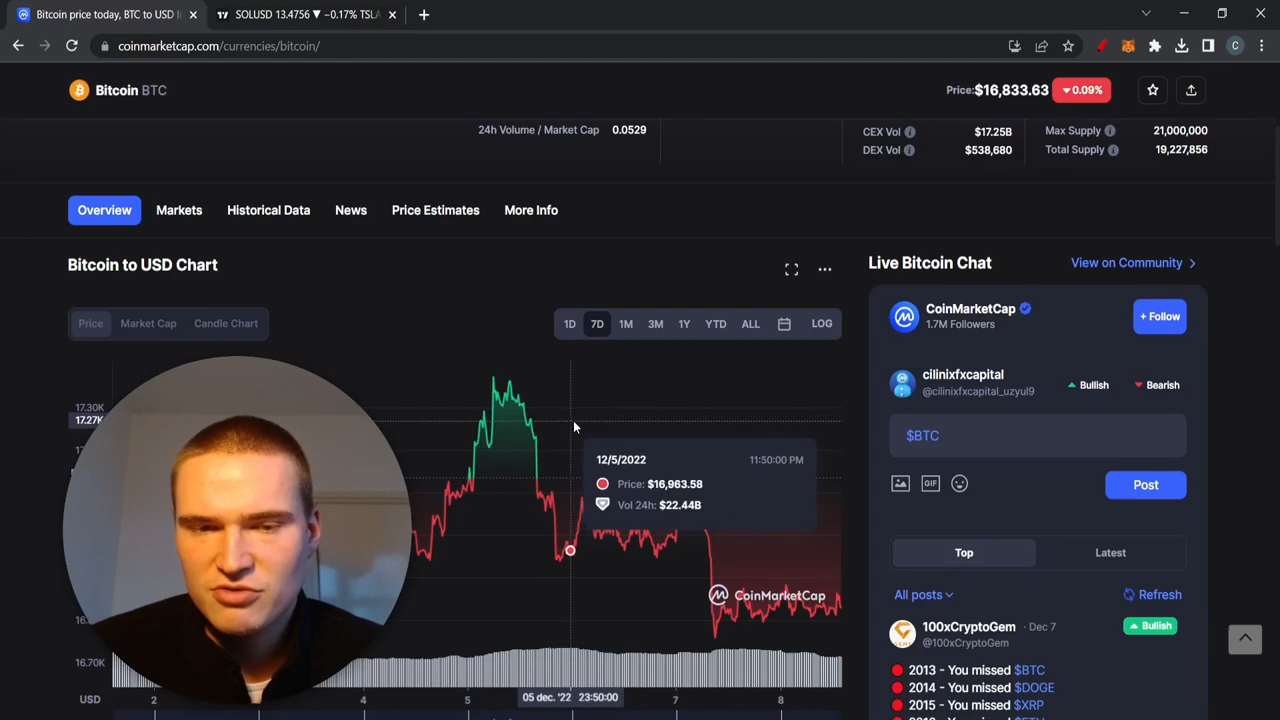 Bitcoin price today, BTC to USD
SOLUSD 13.4756 ▼ −0.17% TSLA
coinmarketcap.com/currencies/bitcoin/
C
Bitcoin BTC
Price:$16,833.63
▼0.09%
24h Volume / Market Cap 0.0529
CEX Vol $17.25B
DEX Vol $538,680
Max Supply 21,000,000
Total Supply 19,227,856
Overview
Markets
Historical Data
News
Price Estimates
More Info
Bitcoin to USD Chart
Price
Market Cap
Candle Chart
1D
7D
1M
3M
1Y
YTD
ALL
LOG
17.30K
17.27K
12/5/2022 11:50:00 PM
Price: $16,963.58
Vol 24h: $22.44B
CoinMarketCap
16.70K
USD
2
4
5
05 dec. '22 23:50:00
7
8
Live Bitcoin Chat
View on Community
CoinMarketCap
1.7M Followers
+ Follow
cilinixfxcapital
@cilinixfxcapital_uzyul9
Bullish
Bearish
$BTC
GIF
Post
Top
Latest
All posts
Refresh
100xCryptoGem · Dec 7
@100xCryptoGem
Bullish
2013 - You missed $BTC
2014 - You missed $DOGE
2015 - You missed $XRP